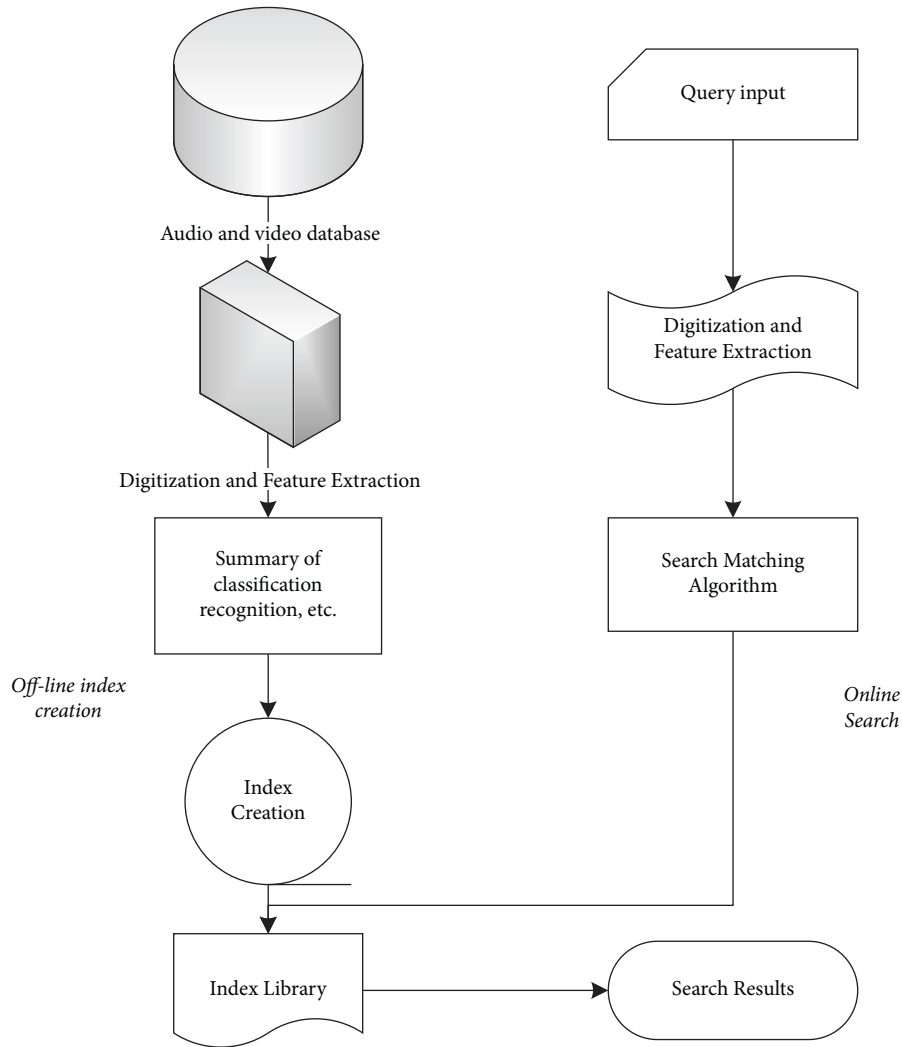 Query input
Audio and video database
Digitization and
Feature Extraction
Digitization and Feature Extraction
Summary of
classification
recognition, etc.
Search Matching
Algorithm
Off-line index
creation
Online
Search
Index
Creation
Index Library
Search Results